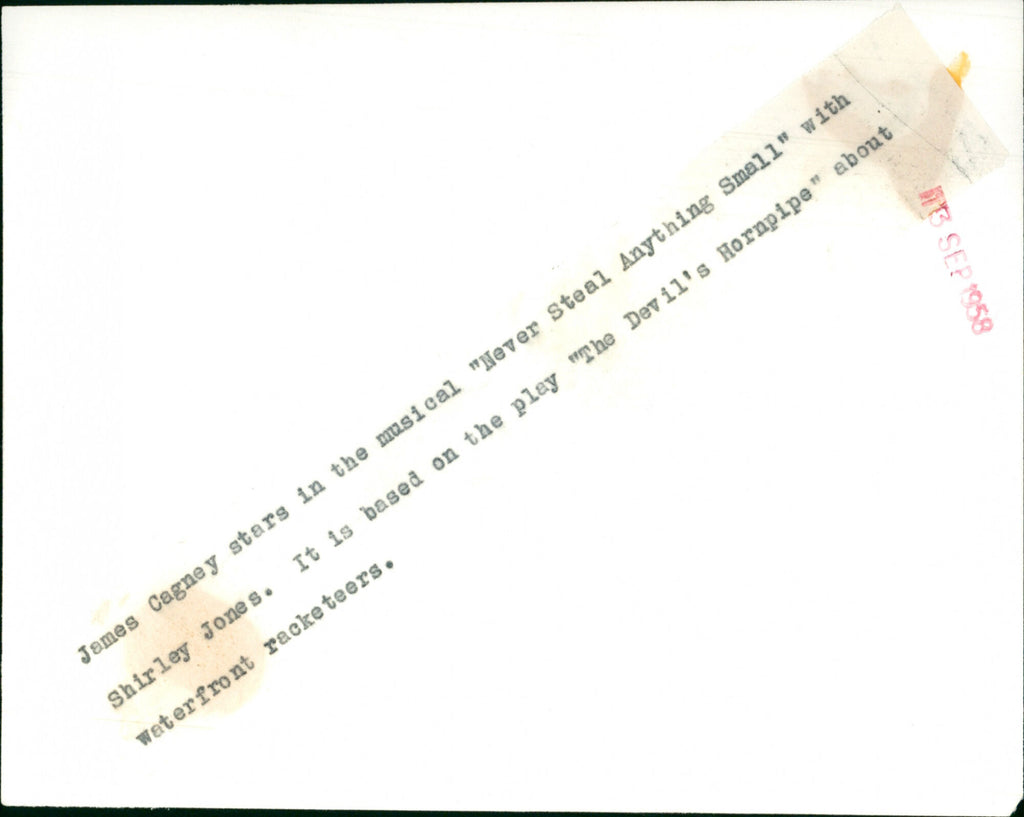 James Cagney stars in the musical "Never Steal Anything Small" with
Shirley Jones. It is based on the play "The Devil's Hornpipe" about
waterfront racketeers.
13 SEP 1958